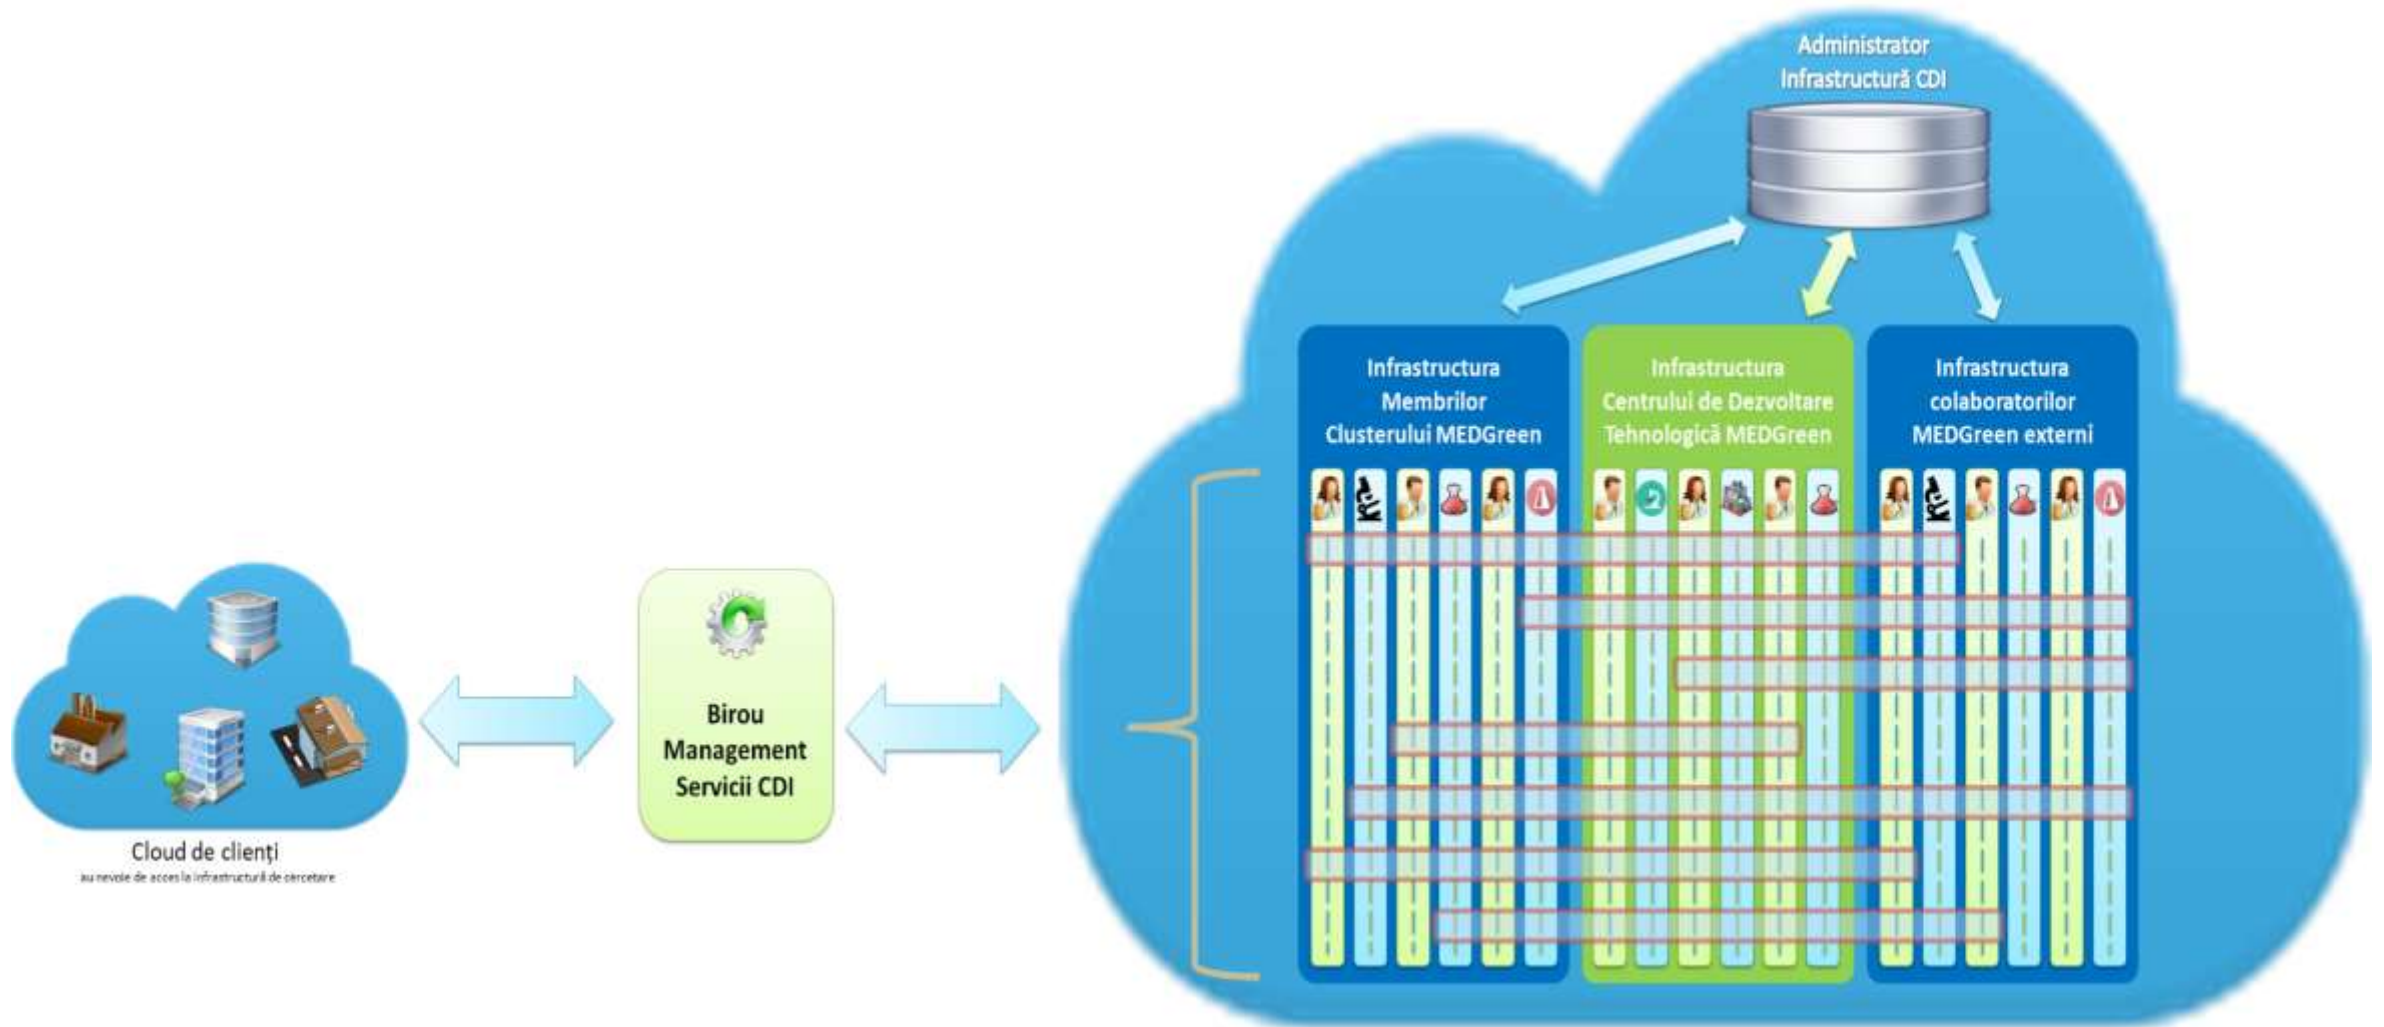 Administrator
Infrastructură CDI
Infrastructura
Membrilor
Clusterului MEDGreen
Infrastructura
Centrului de Dezvoltare
Tehnologică MEDGreen
Infrastructura
colaboratorilor
MEDGreen externi
Birou
Management
Servicii CDI
Cloud de clienți
au nevoie de acces la infrastructură de cercetare